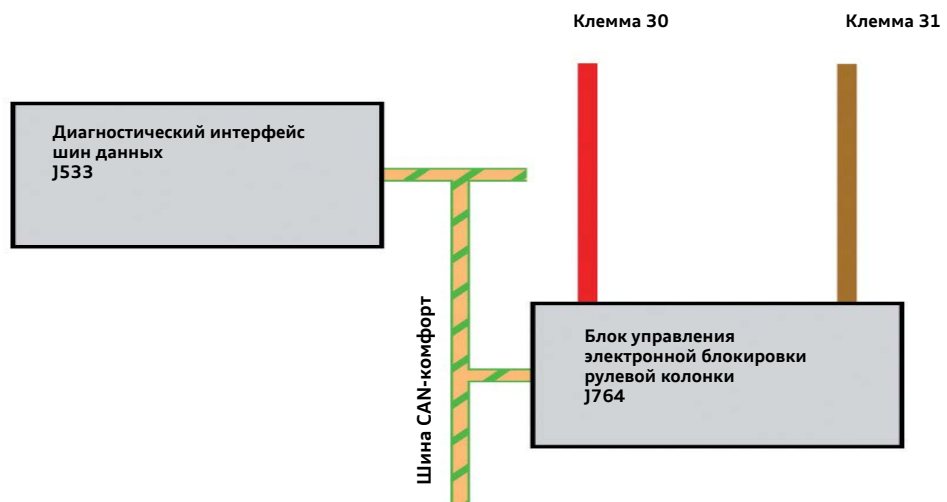 Клемма 30
Клемма 31
Диагностический интерфейс
шин данных
J533
Шина CAN-комфорт
Блок управления
электронной блокировки
рулевой колонки
J764